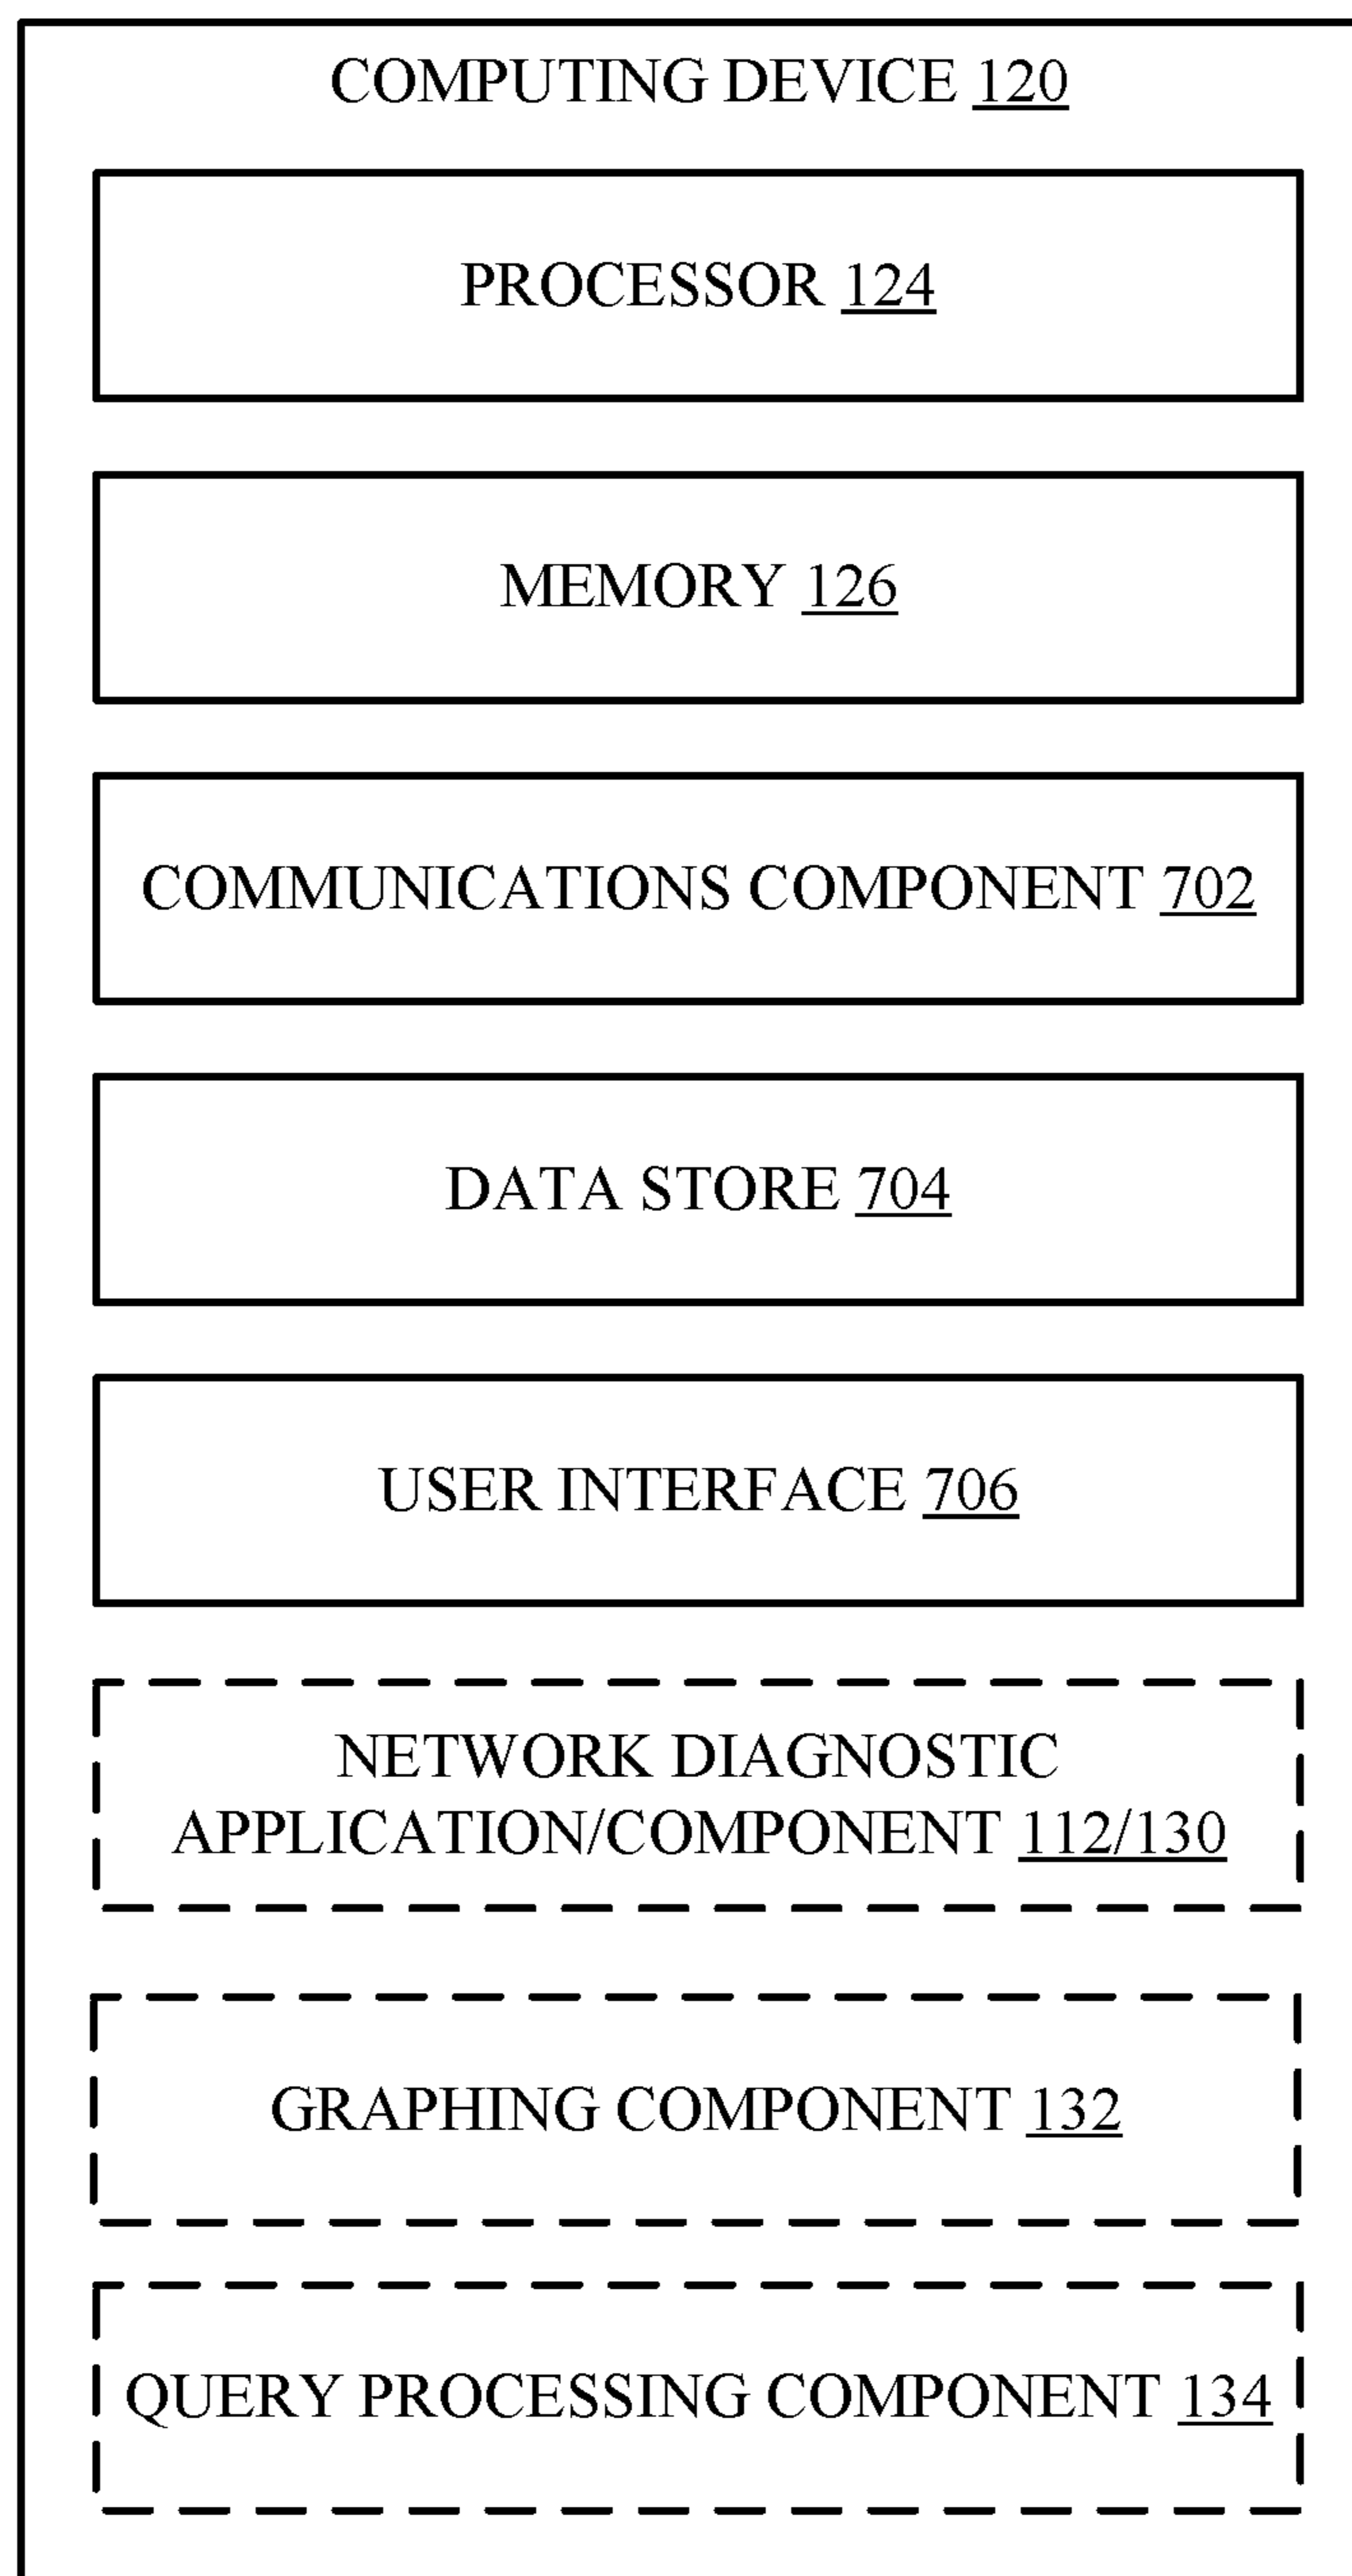 COMPUTING DEVICE 120
PROCESSOR 124
MEMORY 126
COMMUNICATIONS COMPONENT 702
DATA STORE 704
USER INTERFACE 706
NETWORK DIAGNOSTIC
APPLICATION/COMPONENT 112/130
GRAPHING COMPONENT 132
QUERY PROCESSING COMPONENT 134